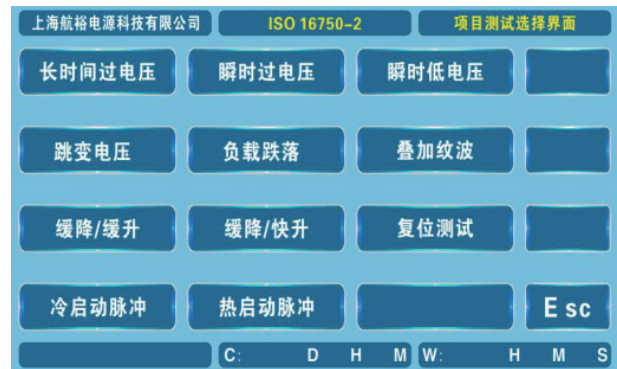 上海航裕电源科技有限公司 ISO 16750-2 项目测试选择界面
长时间过电压 瞬时过电压 瞬时低电压
跳变电压 负载跌落 叠加纹波
缓降/缓升 缓降/快升 复位测试
冷启动脉冲 热启动脉冲 Esc
C: D H M W: H M S